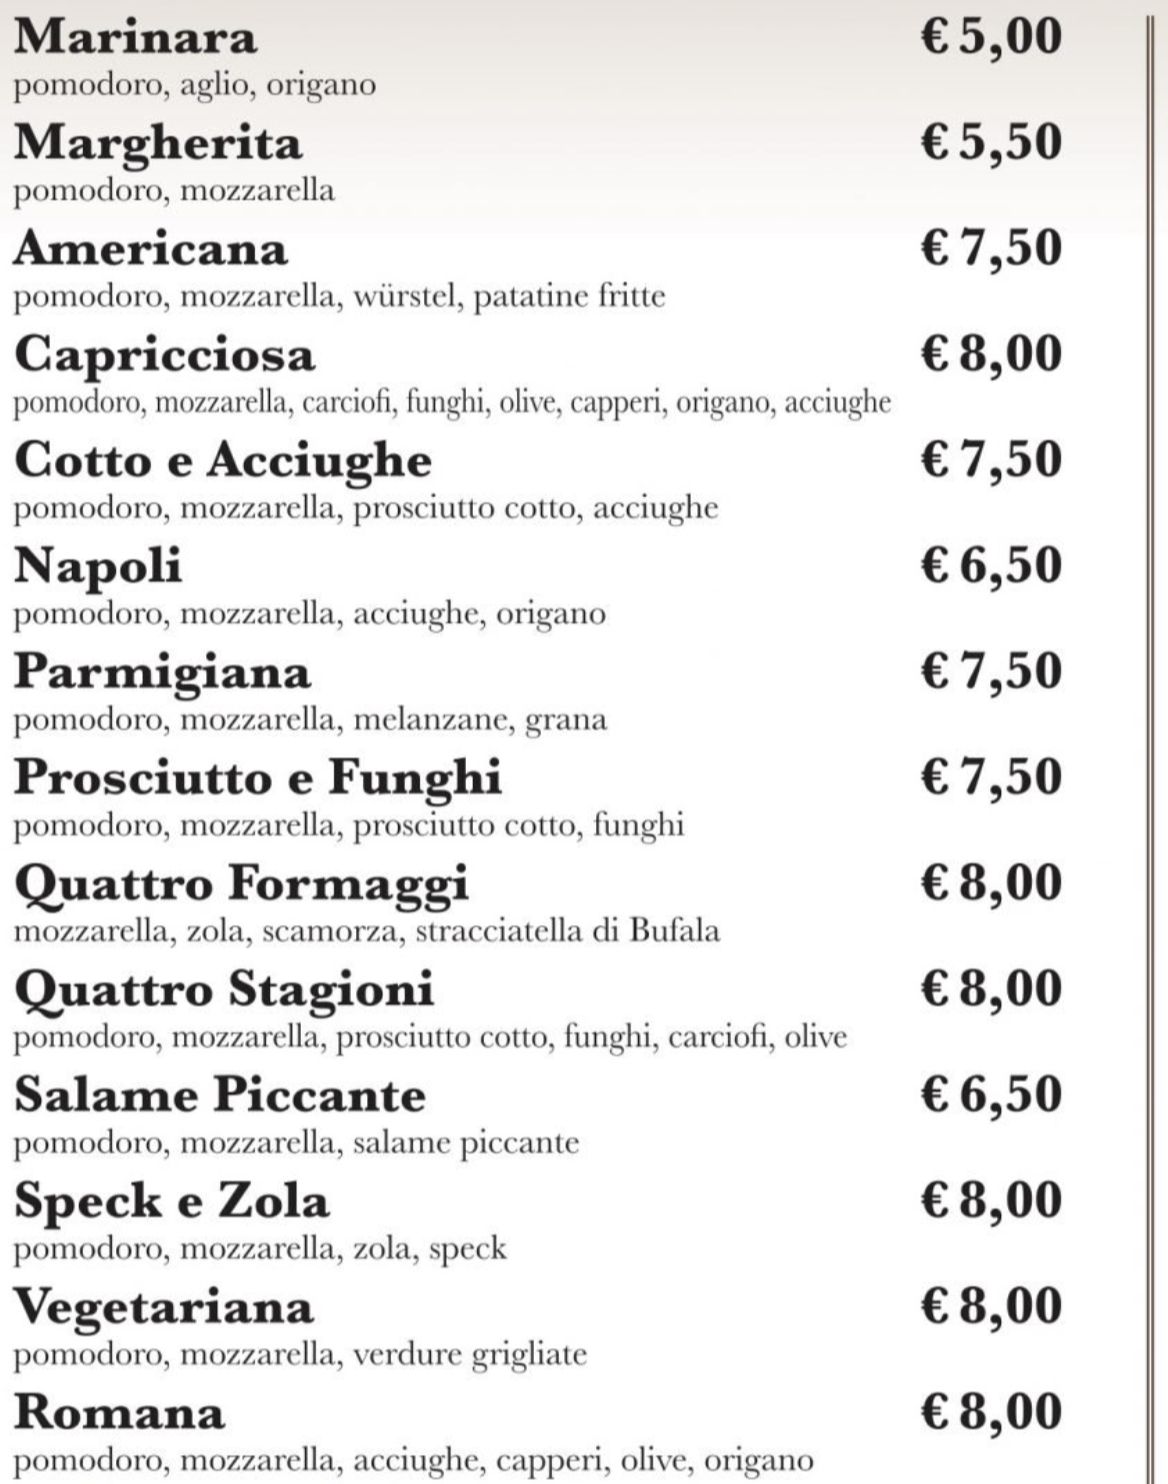 Marinara € 5,00
pomodoro, aglio, origano
Margherita € 5,50
pomodoro, mozzarella
Americana € 7,50
pomodoro, mozzarella, würstel, patatine fritte
Capricciosa € 8,00
pomodoro, mozzarella, carciofi, funghi, olive, capperi, origano, acciughe
Cotto e Acciughe € 7,50
pomodoro, mozzarella, prosciutto cotto, acciughe
Napoli € 6,50
pomodoro, mozzarella, acciughe, origano
Parmigiana € 7,50
pomodoro, mozzarella, melanzane, grana
Prosciutto e Funghi € 7,50
pomodoro, mozzarella, prosciutto cotto, funghi
Quattro Formaggi € 8,00
mozzarella, zola, scamorza, stracciatella di Bufala
Quattro Stagioni € 8,00
pomodoro, mozzarella, prosciutto cotto, funghi, carciofi, olive
Salame Piccante € 6,50
pomodoro, mozzarella, salame piccante
Speck e Zola € 8,00
pomodoro, mozzarella, zola, speck
Vegetariana € 8,00
pomodoro, mozzarella, verdure grigliate
Romana € 8,00
pomodoro, mozzarella, acciughe, capperi, olive, origano